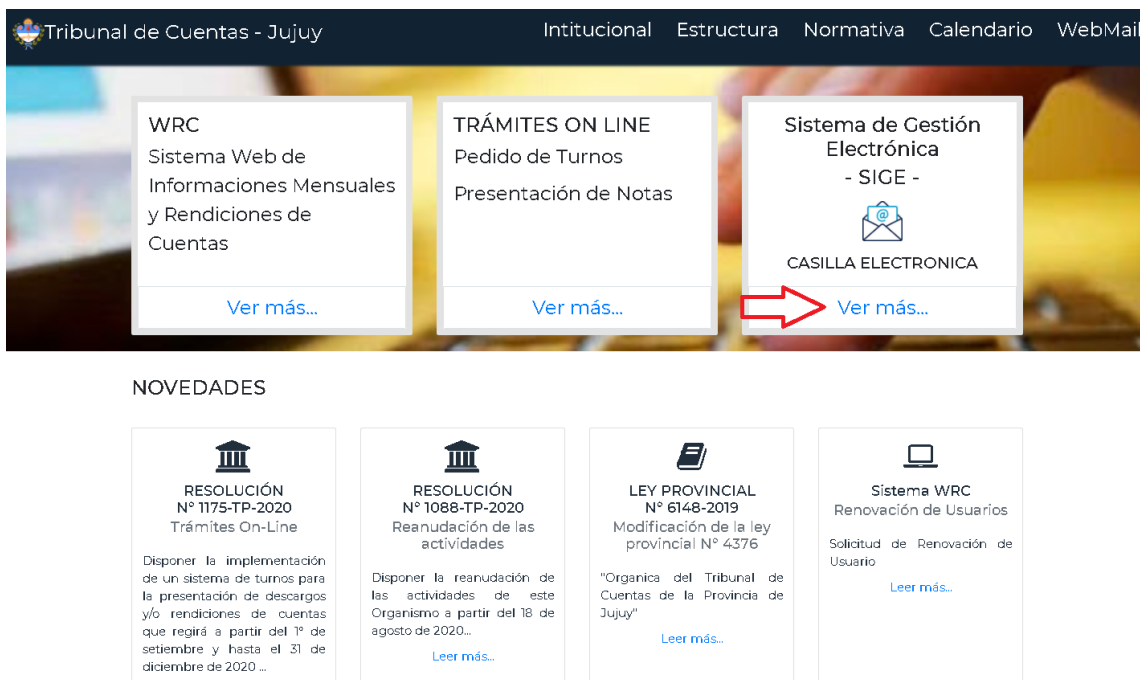 Tribunal de Cuentas - Jujuy
Intitucional Estructura Normativa Calendario WebMail
WRC
Sistema Web de
Informaciones Mensuales
y Rendiciones de
Cuentas
Ver más...
TRÁMITES ON LINE
Pedido de Turnos
Presentación de Notas
Ver más...
Sistema de Gestión
Electrónica
- SIGE -
@
CASILLA ELECTRONICA
Ver más...
NOVEDADES
RESOLUCIÓN
N° 1175-TP-2020
Trámites On-Line
Disponer la implementación
de un sistema de turnos para
la presentación de descargos
y/o rendiciones de cuentas
que regirá a partir del 1° de
setiembre y hasta el 31 de
diciembre de 2020 ...
RESOLUCIÓN
N° 1088-TP-2020
Reanudación de las
actividades
Disponer la reanudación de
las actividades de este
Organismo a partir del 18 de
agosto de 2020...
Leer más...
LEY PROVINCIAL
N° 6148-2019
Modificación de la ley
provincial N° 4376
"Organica del Tribunal de
Cuentas de la Provincia de
Jujuy"
Leer más...
Sistema WRC
Renovación de Usuarios
Solicitud de Renovación de
Usuario
Leer más...